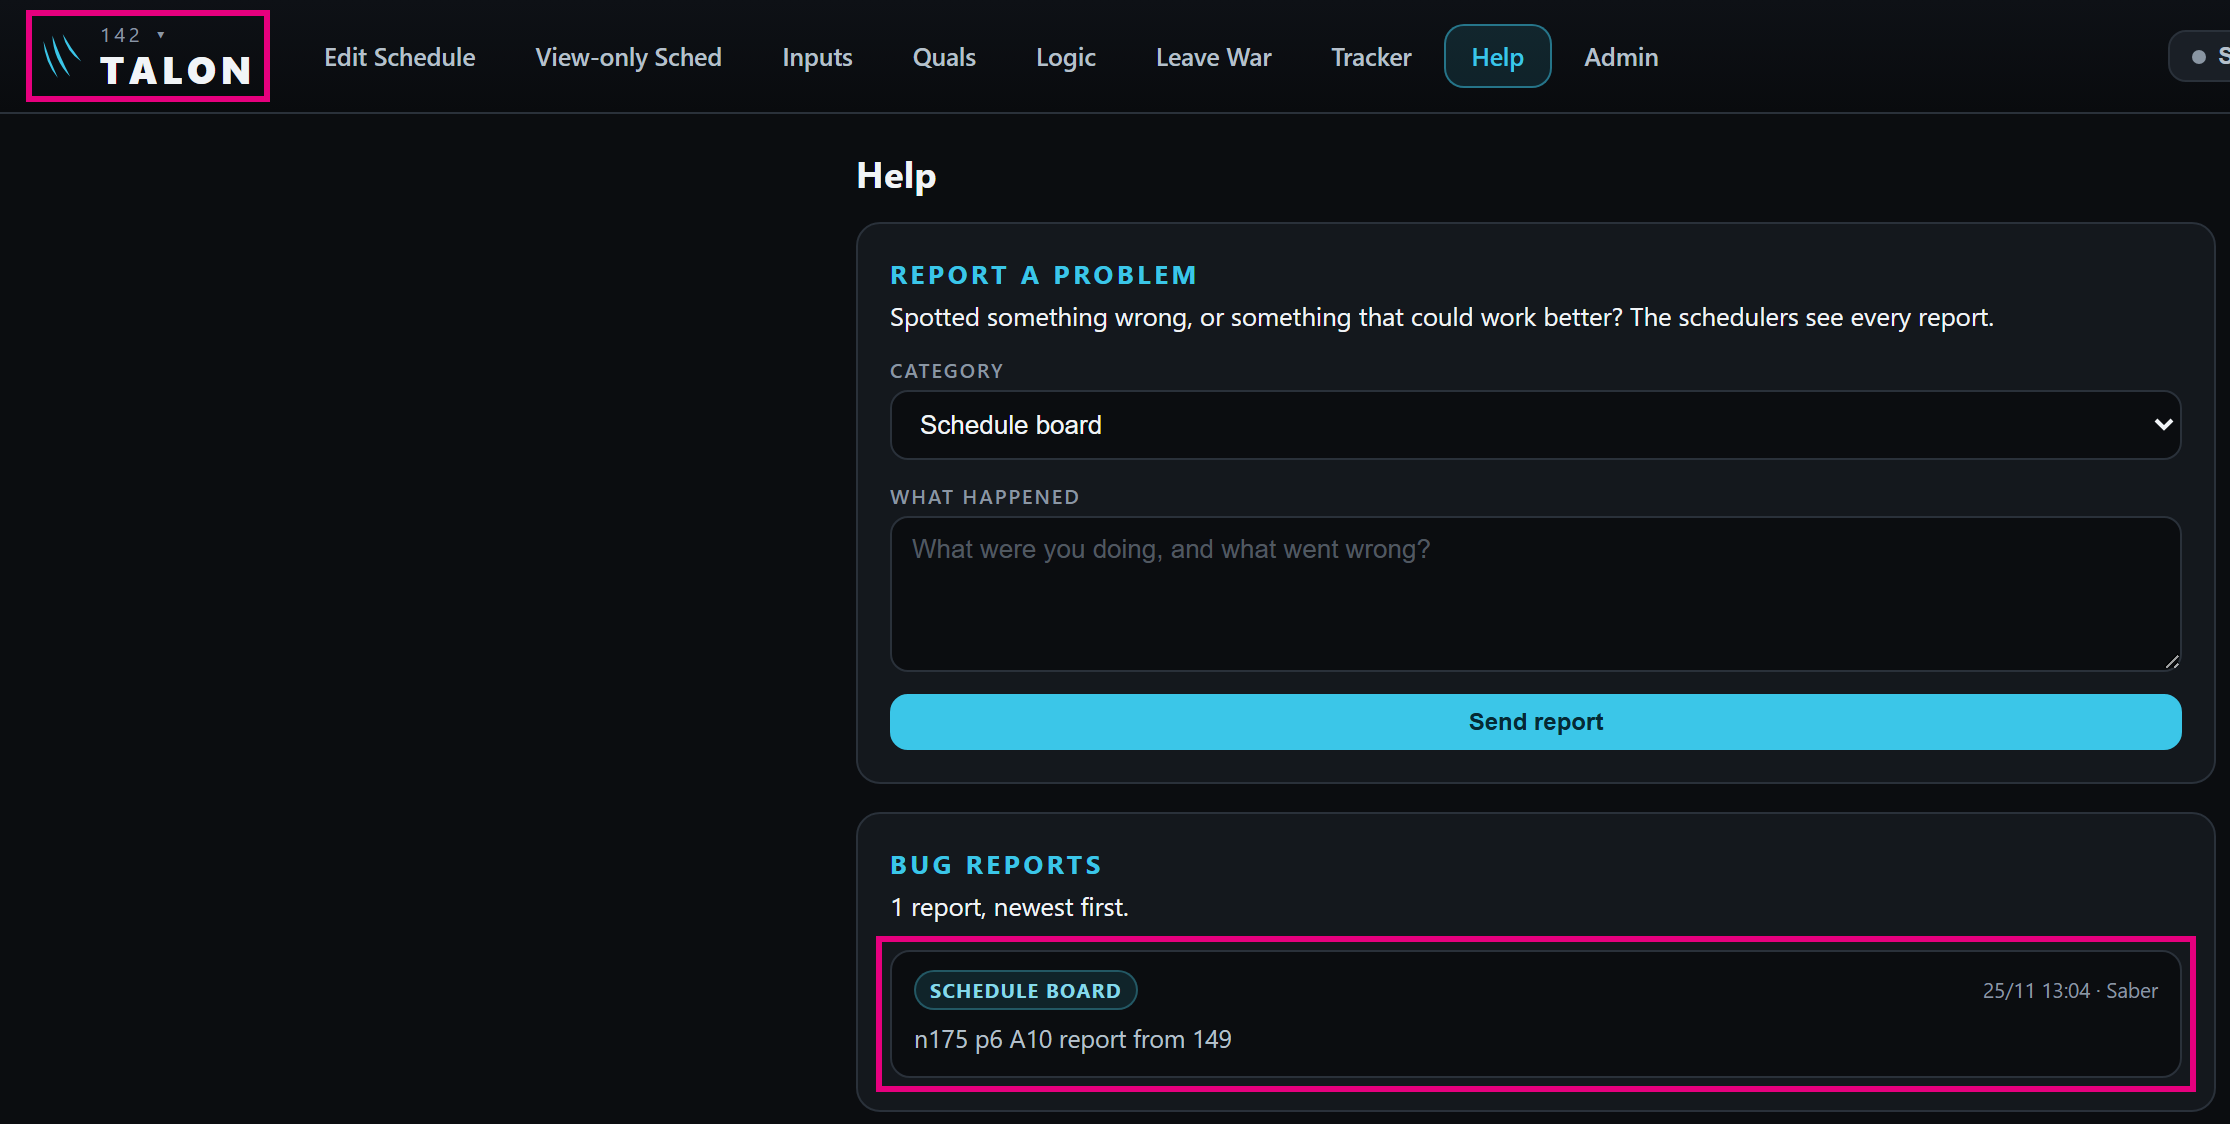 142 ▾
TALON
Edit Schedule
View-only Sched
Inputs
Quals
Logic
Leave War
Tracker
Help
Admin
Help
REPORT A PROBLEM
Spotted something wrong, or something that could work better? The schedulers see every report.
CATEGORY
Schedule board
WHAT HAPPENED
What were you doing, and what went wrong?
Send report
BUG REPORTS
1 report, newest first.
SCHEDULE BOARD
25/11 13:04 · Saber
n175 p6 A10 report from 149